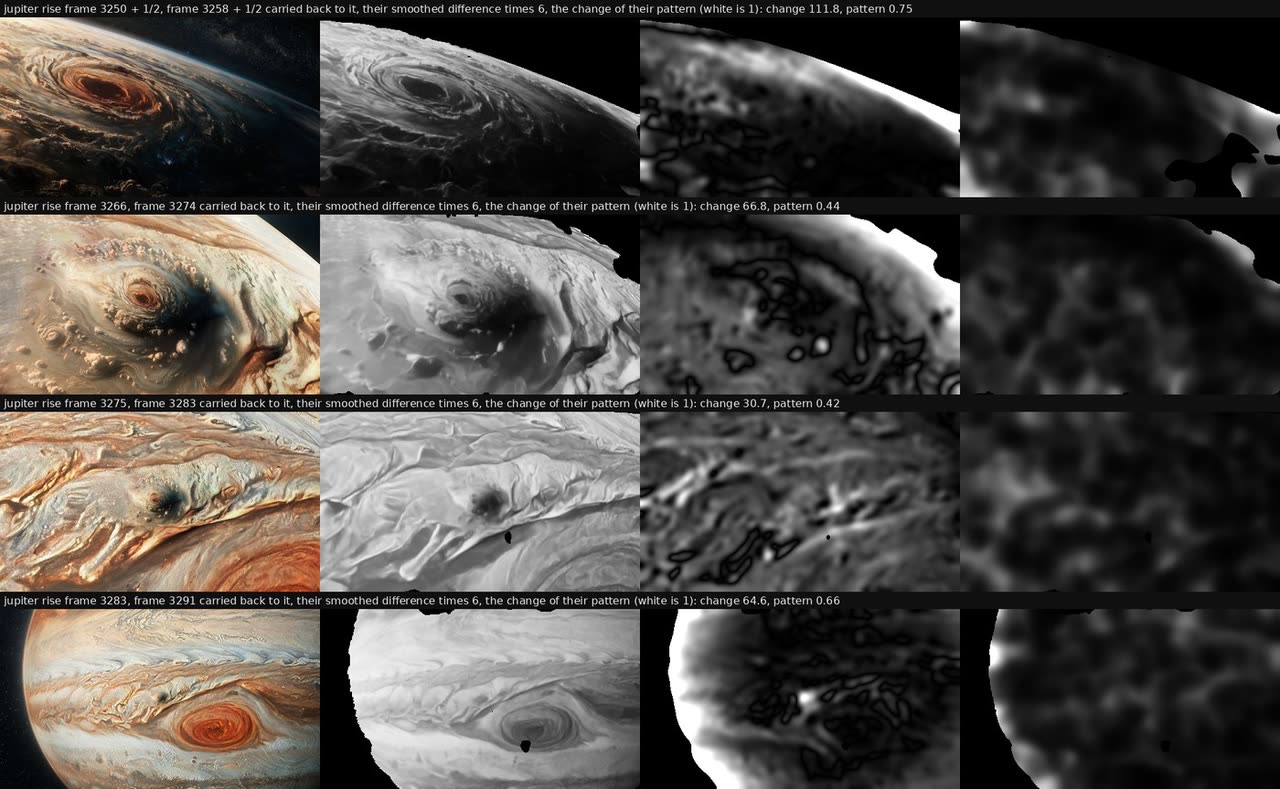 jupiter rise frame 3250 + 1/2, frame 3258 + 1/2 carried back to it, their smoothed difference times 6, the change of their pattern (white is 1): change 111.8, pattern 0.75
jupiter rise frame 3266, frame 3274 carried back to it, their smoothed difference times 6, the change of their pattern (white is 1): change 66.8, pattern 0.44
jupiter rise frame 3275, frame 3283 carried back to it, their smoothed difference times 6, the change of their pattern (white is 1): change 30.7, pattern 0.42
jupiter rise frame 3283, frame 3291 carried back to it, their smoothed difference times 6, the change of their pattern (white is 1): change 64.6, pattern 0.66